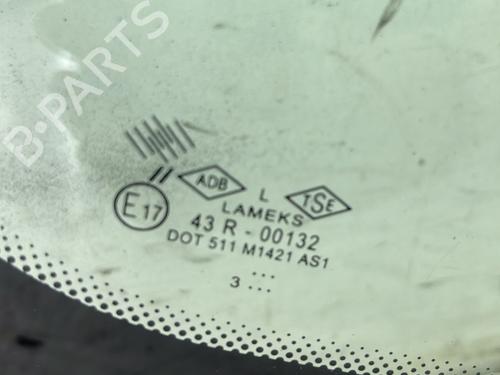 B-PARTS
ADB L TSE
LAMEKS
E17
43 R - 00132
DOT 511 M1421 AS1
...
3 ...